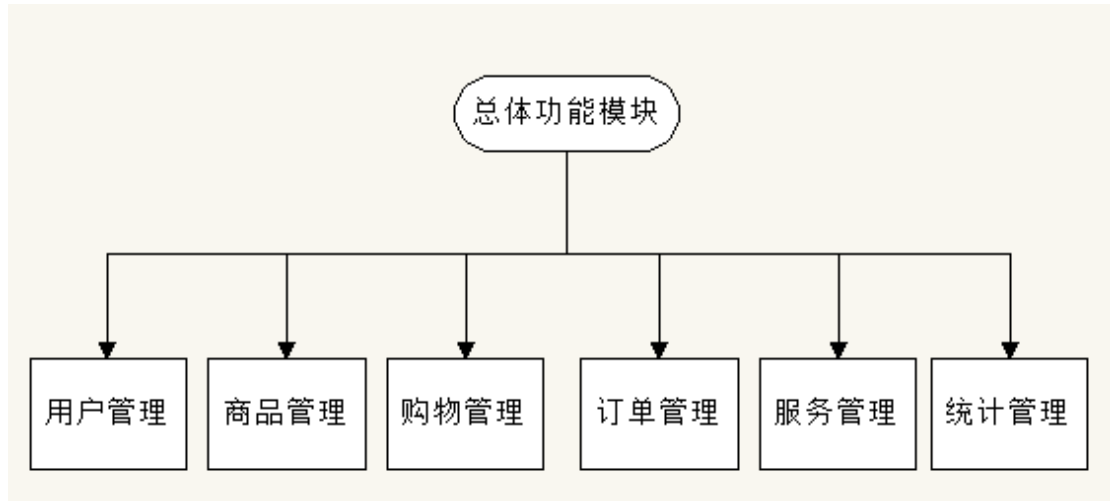 总体功能模块
用户管理
商品管理
购物管理
订单管理
服务管理
统计管理